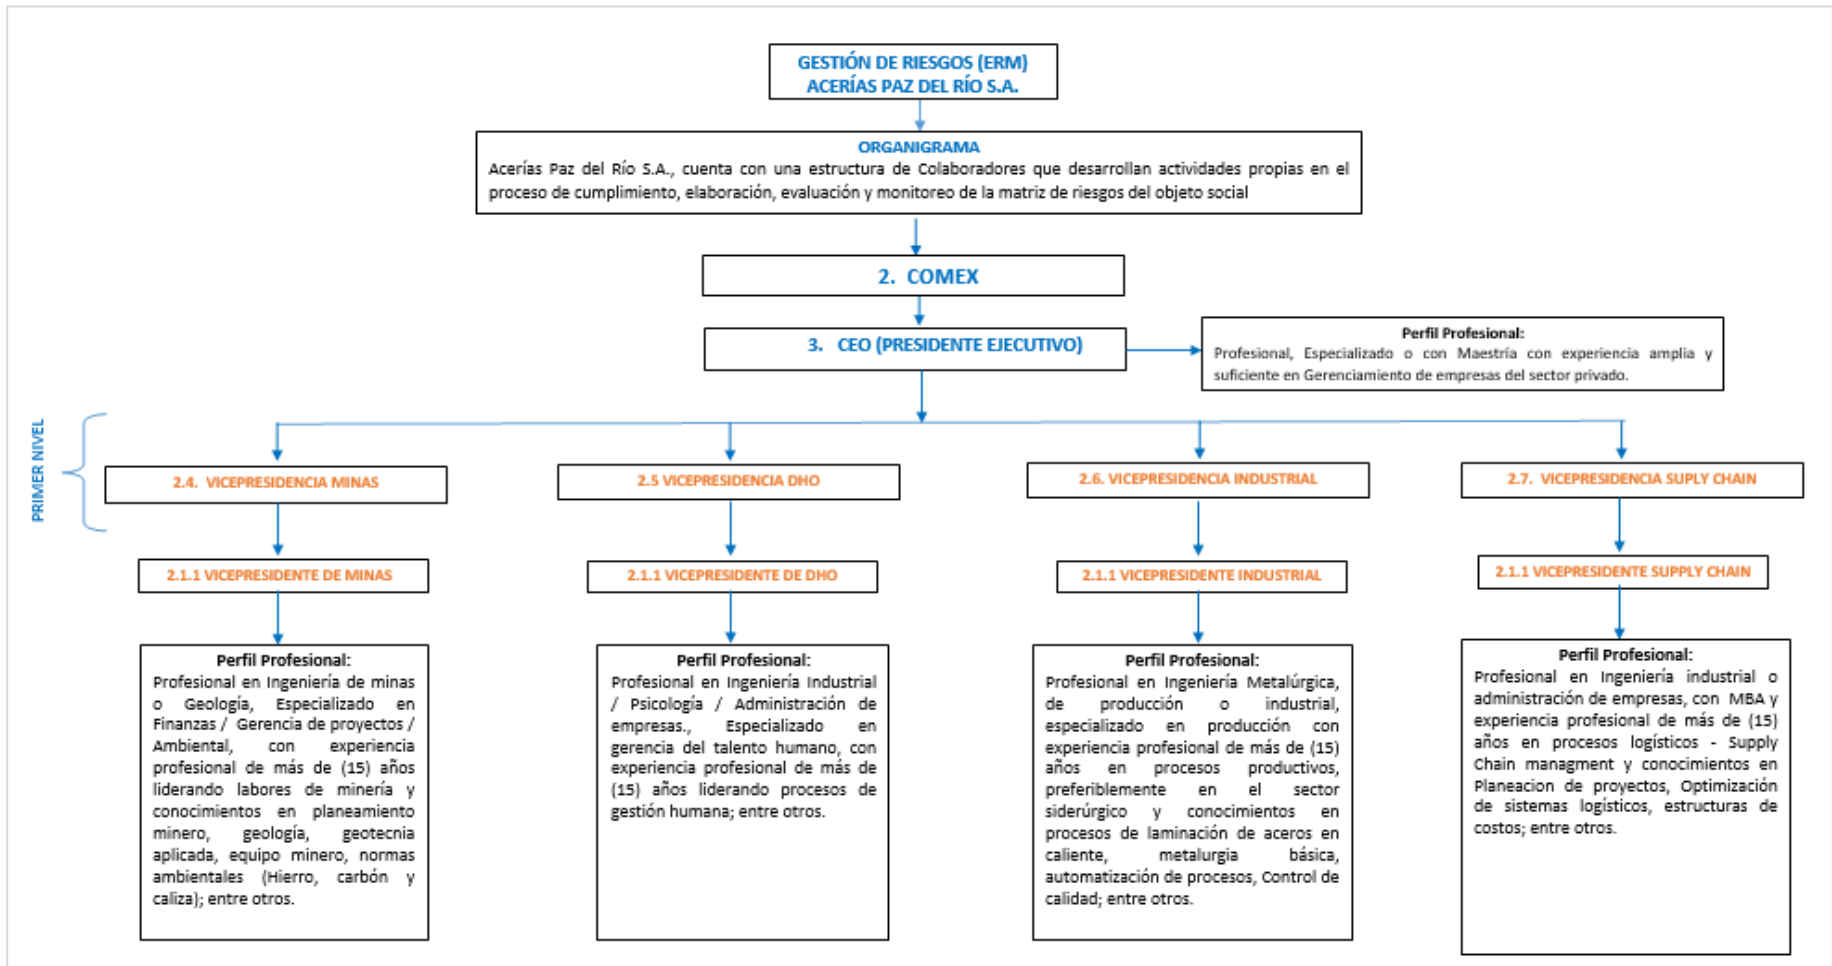 GESTIÓN DE RIESGOS (ERM)
ACERÍAS PAZ DEL RÍO S.A.
ORGANIGRAMA
Acerías Paz del Río S.A., cuenta con una estructura de Colaboradores que desarrollan actividades propias en el
proceso de cumplimiento, elaboración, evaluación y monitoreo de la matriz de riesgos del objeto social
2. COMEX
3. CEO (PRESIDENTE EJECUTIVO)
Perfil Profesional:
Profesional, Especializado o con Maestría con experiencia amplia y
suficiente en Gerenciamiento de empresas del sector privado.
PRIMER NIVEL
2.4. VICEPRESIDENCIA MINAS
2.5 VICEPRESIDENCIA DHO
2.6. VICEPRESIDENCIA INDUSTRIAL
2.7. VICEPRESIDENCIA SUPLY CHAIN
2.1.1 VICEPRESIDENTE DE MINAS
2.1.1 VICEPRESIDENTE DE DHO
2.1.1 VICEPRESIDENTE INDUSTRIAL
2.1.1 VICEPRESIDENTE SUPPLY CHAIN
Perfil Profesional:
Profesional en Ingeniería de minas
o Geología, Especializado en
Finanzas / Gerencia de proyectos /
Ambiental, con experiencia
profesional de más de (15) años
liderando labores de minería y
conocimientos en planeamiento
minero, geología, geotecnia
aplicada, equipo minero, normas
ambientales (Hierro, carbón y
caliza); entre otros.
Perfil Profesional:
Profesional en Ingeniería Industrial
/ Psicología / Administración de
empresas., Especializado en
gerencia del talento humano, con
experiencia profesional de más de
(15) años liderando procesos de
gestión humana; entre otros.
Perfil Profesional:
Profesional en Ingeniería Metalúrgica,
de producción o industrial,
especializado en producción con
experiencia profesional de más de (15)
años en procesos productivos,
preferiblemente en el sector
siderúrgico y conocimientos en
procesos de laminación de aceros en
caliente, metalurgia básica,
automatización de procesos, Control de
calidad; entre otros.
Perfil Profesional:
Profesional en Ingeniería industrial o
administración de empresas, con MBA y
experiencia profesional de más de (15)
años en procesos logísticos - Supply
Chain managment y conocimientos en
Planeacion de proyectos, Optimización
de sistemas logísticos, estructuras de
costos; entre otros.